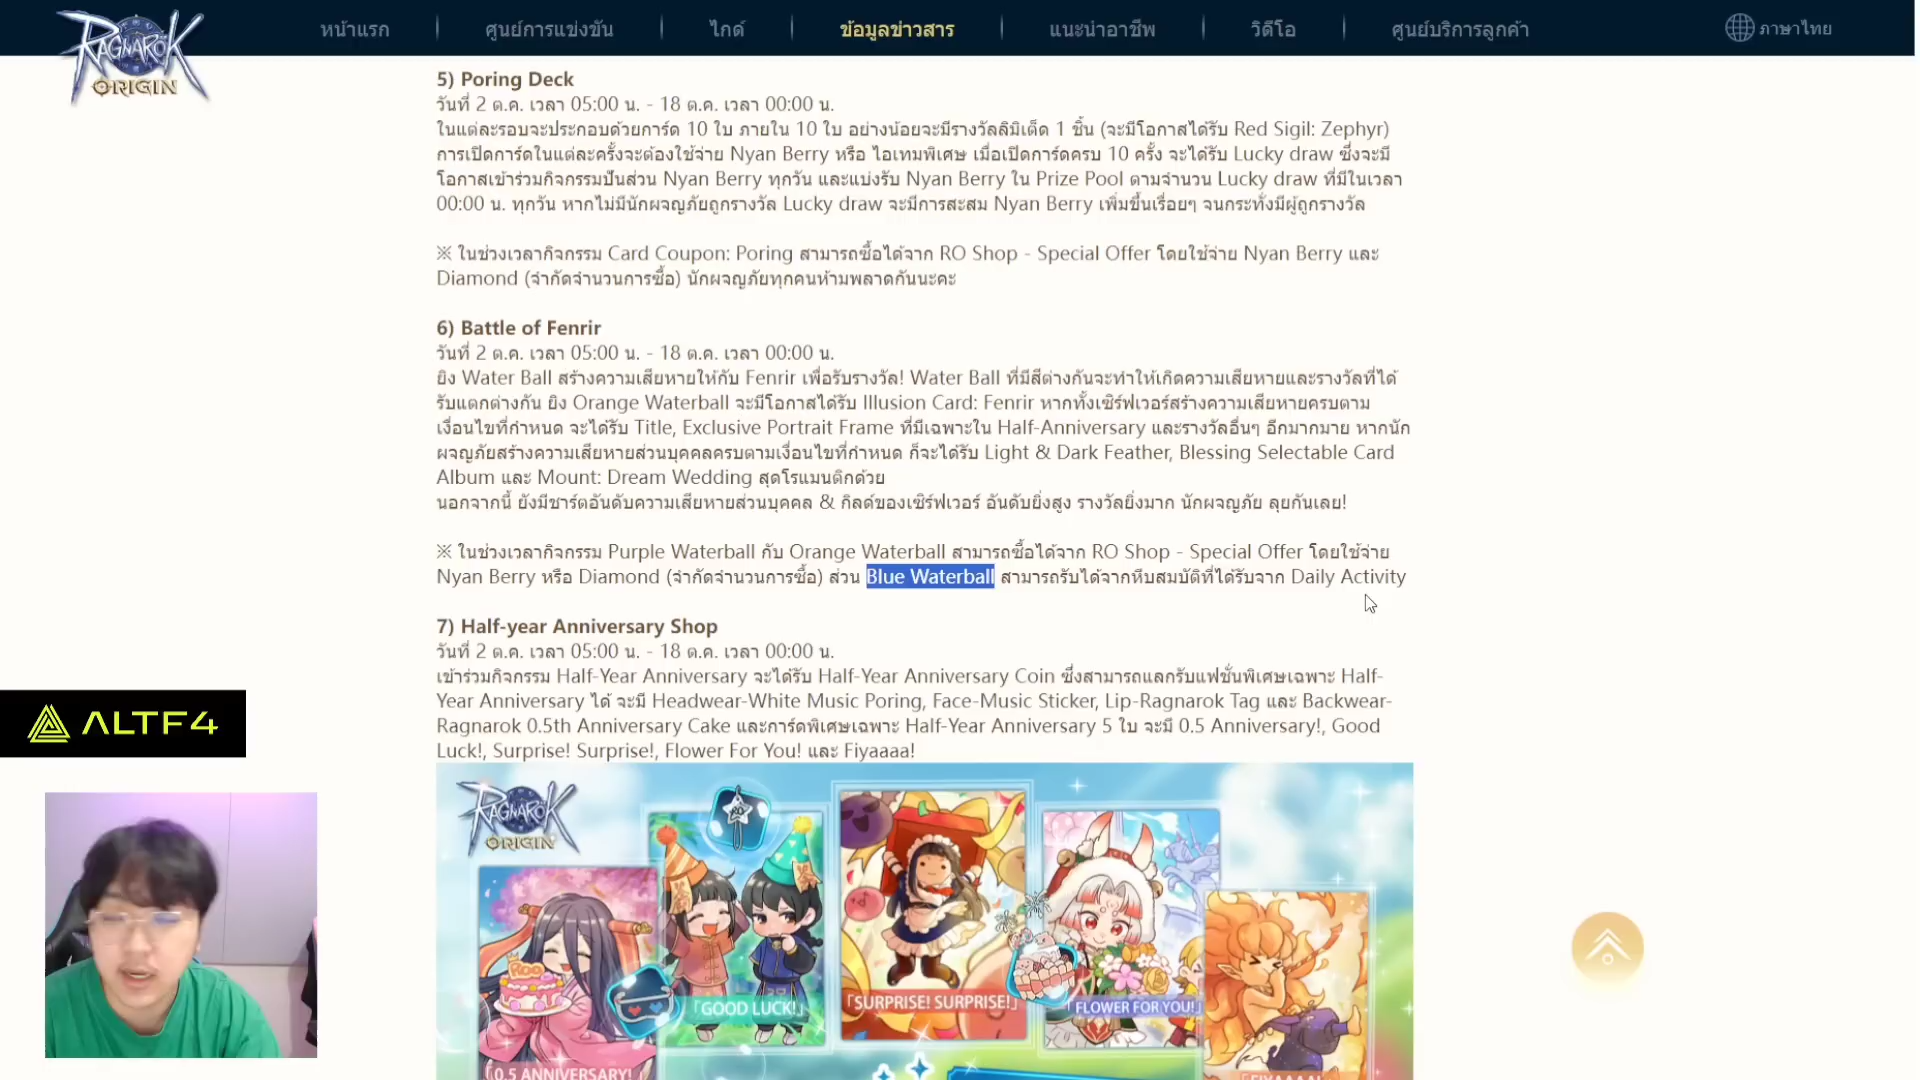 RAGNAROK
ORIGIN
หน้าแรก
ศูนย์การแข่งขัน
ไกด์
ข้อมูลข่าวสาร
แนะนำอาชีพ
วิดีโอ
ศูนย์บริการลูกค้า
ภาษาไทย
5) Poring Deck
วันที่ 2 ต.ค. เวลา 05:00 น. - 18 ต.ค. เวลา 00:00 น.
ในแต่ละรอบจะประกอบด้วยการ์ด 10 ใบ ภายใน 10 ใบ อย่างน้อยจะมีรางวัลลิมิเต็ด 1 ชิ้น (จะมีโอกาสได้รับ Red Sigil: Zephyr)
การเปิดการ์ดในแต่ละครั้งจะต้องใช้จ่าย Nyan Berry หรือ ไอเทมพิเศษ เมื่อเปิดการ์ดครบ 10 ครั้ง จะได้รับ Lucky draw ซึ่งจะมี
โอกาสเข้าร่วมกิจกรรมปันส่วน Nyan Berry ทุกวัน และแบ่งรับ Nyan Berry ใน Prize Pool ตามจำนวน Lucky draw ที่มีในเวลา
00:00 น. ทุกวัน หากไม่มีนักผจญภัยถูกรางวัล Lucky draw จะมีการสะสม Nyan Berry เพิ่มขึ้นเรื่อยๆ จนกระทั่งมีผู้ถูกรางวัล
※ ในช่วงเวลากิจกรรม Card Coupon: Poring สามารถซื้อได้จาก RO Shop - Special Offer โดยใช้จ่าย Nyan Berry และ
Diamond (จำกัดจำนวนการซื้อ) นักผจญภัยทุกคนห้ามพลาดกันนะคะ
6) Battle of Fenrir
วันที่ 2 ต.ค. เวลา 05:00 น. - 18 ต.ค. เวลา 00:00 น.
ยิง Water Ball สร้างความเสียหายให้กับ Fenrir เพื่อรับรางวัล! Water Ball ที่มีสีต่างกันจะทำให้เกิดความเสียหายและรางวัลที่ได้
รับแตกต่างกัน ยิง Orange Waterball จะมีโอกาสได้รับ Illusion Card: Fenrir หากทั้งเซิร์ฟเวอร์สร้างความเสียหายครบตาม
เงื่อนไขที่กำหนด จะได้รับ Title, Exclusive Portrait Frame ที่มีเฉพาะใน Half-Anniversary และรางวัลอื่นๆ อีกมากมาย หากนัก
ผจญภัยสร้างความเสียหายส่วนบุคคลครบตามเงื่อนไขที่กำหนด ก็จะได้รับ Light & Dark Feather, Blessing Selectable Card
Album และ Mount: Dream Wedding สุดโรแมนติกด้วย
นอกจากนี้ ยังมีชาร์ตอันดับความเสียหายส่วนบุคคล & กิลด์ของเซิร์ฟเวอร์ อันดับยิ่งสูง รางวัลยิ่งมาก นักผจญภัย ลุยกันเลย!
※ ในช่วงเวลากิจกรรม Purple Waterball กับ Orange Waterball สามารถซื้อได้จาก RO Shop - Special Offer โดยใช้จ่าย
Nyan Berry หรือ Diamond (จำกัดจำนวนการซื้อ) ส่วน Blue Waterball สามารถรับได้จากหีบสมบัติที่ได้รับจาก Daily Activity
7) Half-year Anniversary Shop
วันที่ 2 ต.ค. เวลา 05:00 น. - 18 ต.ค. เวลา 00:00 น.
เข้าร่วมกิจกรรม Half-Year Anniversary จะได้รับ Half-Year Anniversary Coin ซึ่งสามารถแลกรับแฟชั่นพิเศษเฉพาะ Half-
Year Anniversary ได้ จะมี Headwear-White Music Poring, Face-Music Sticker, Lip-Ragnarok Tag และ Backwear-
Ragnarok 0.5th Anniversary Cake และการ์ดพิเศษเฉพาะ Half-Year Anniversary 5 ใบ จะมี 0.5 Anniversary!, Good
Luck!, Surprise! Surprise!, Flower For You! และ Fiyaaaa!
ALTF4
RAGNAROK
ORIGIN
ROO
「GOOD LUCK!」
「SURPRISE! SURPRISE!」
「FLOWER FOR YOU!」
「0.5 ANNIVERSARY!」
「FIYAAAA!」